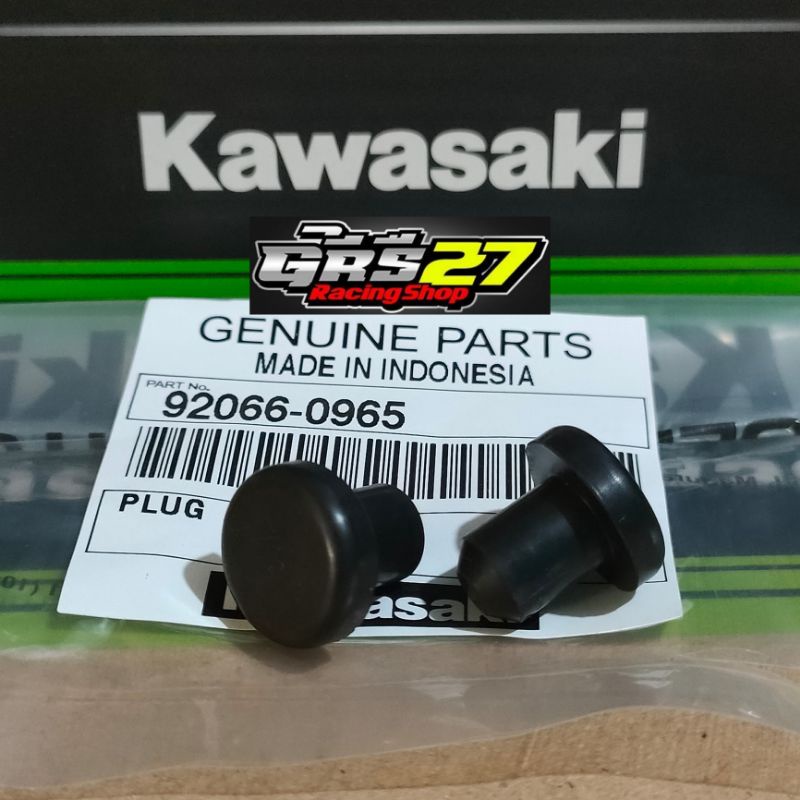 Kawasaki
GRS27
Racing Shop
GENUINE PARTS
MADE IN INDONESIA
PART No.
92066-0965
PLUG